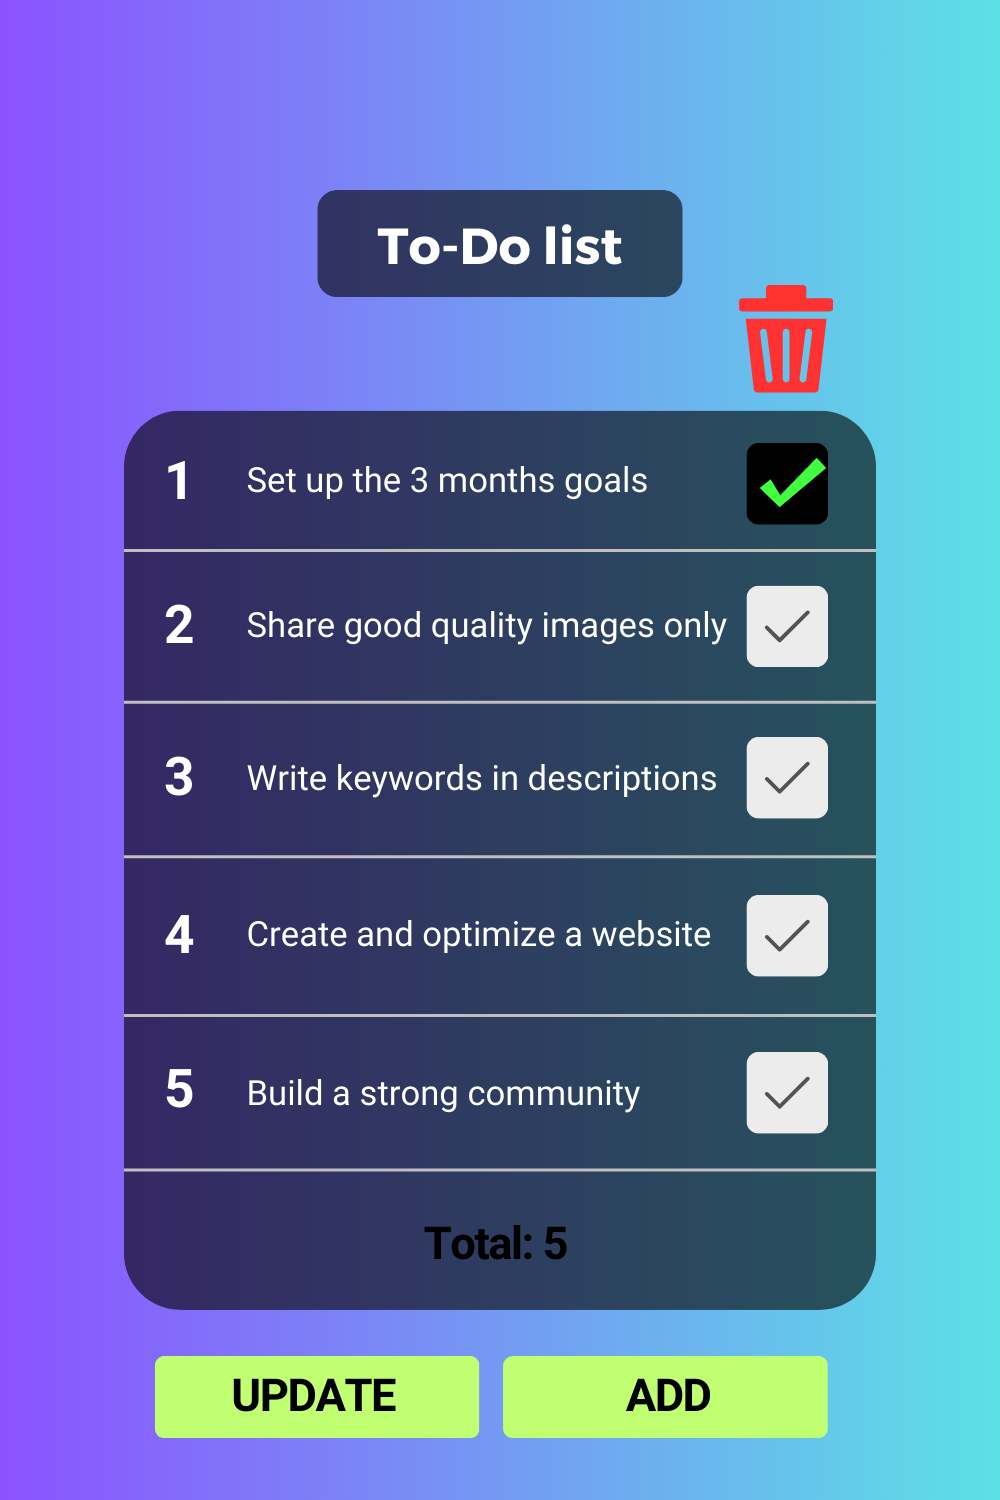 To-Do list
1 Set up the 3 months goals
2 Share good quality images only
3 Write keywords in descriptions
4 Create and optimize a website
5 Build a strong community
Total: 5
UPDATE ADD